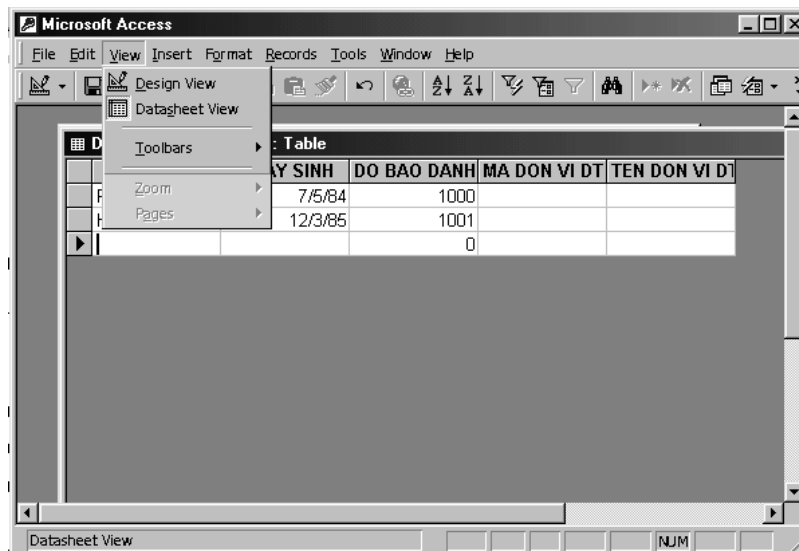 Microsoft Access
File Edit View Insert Format Records Tools Window Help
Design View
Datasheet View
Toolbars
Zoom
Pages
D : Table
AY SINH DO BAO DANH MA DON VI DT TEN DON VI DT
7/5/84 1000
H 12/3/85 1001
0
Datasheet View NUM